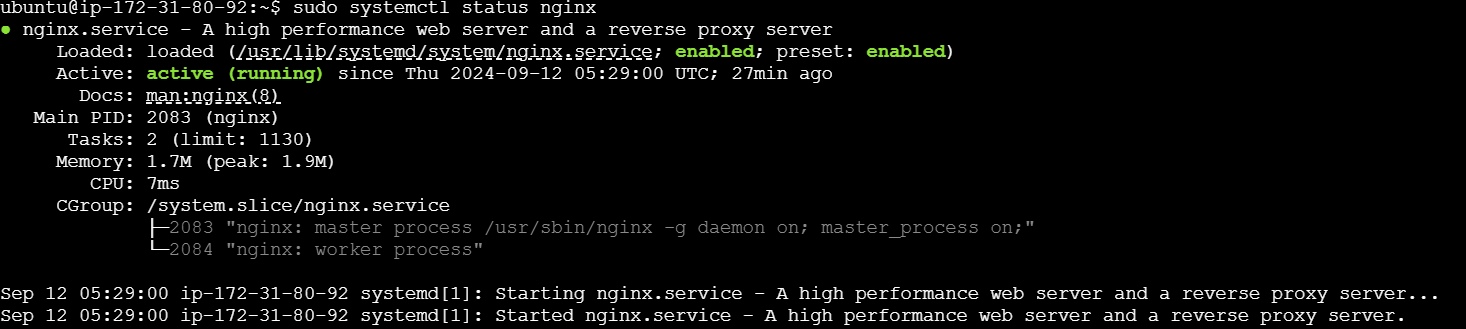 ubuntu@ip-172-31-80-92:~$ sudo systemctl status nginx
● nginx.service - A high performance web server and a reverse proxy server
     Loaded: loaded (/usr/lib/systemd/system/nginx.service; enabled; preset: enabled)
     Active: active (running) since Thu 2024-09-12 05:29:00 UTC; 27min ago
       Docs: man:nginx(8)
   Main PID: 2083 (nginx)
      Tasks: 2 (limit: 1130)
     Memory: 1.7M (peak: 1.9M)
        CPU: 7ms
     CGroup: /system.slice/nginx.service
             ├─2083 "nginx: master process /usr/sbin/nginx -g daemon on; master_process on;"
             └─2084 "nginx: worker process"

Sep 12 05:29:00 ip-172-31-80-92 systemd[1]: Starting nginx.service - A high performance web server and a reverse proxy server...
Sep 12 05:29:00 ip-172-31-80-92 systemd[1]: Started nginx.service - A high performance web server and a reverse proxy server.